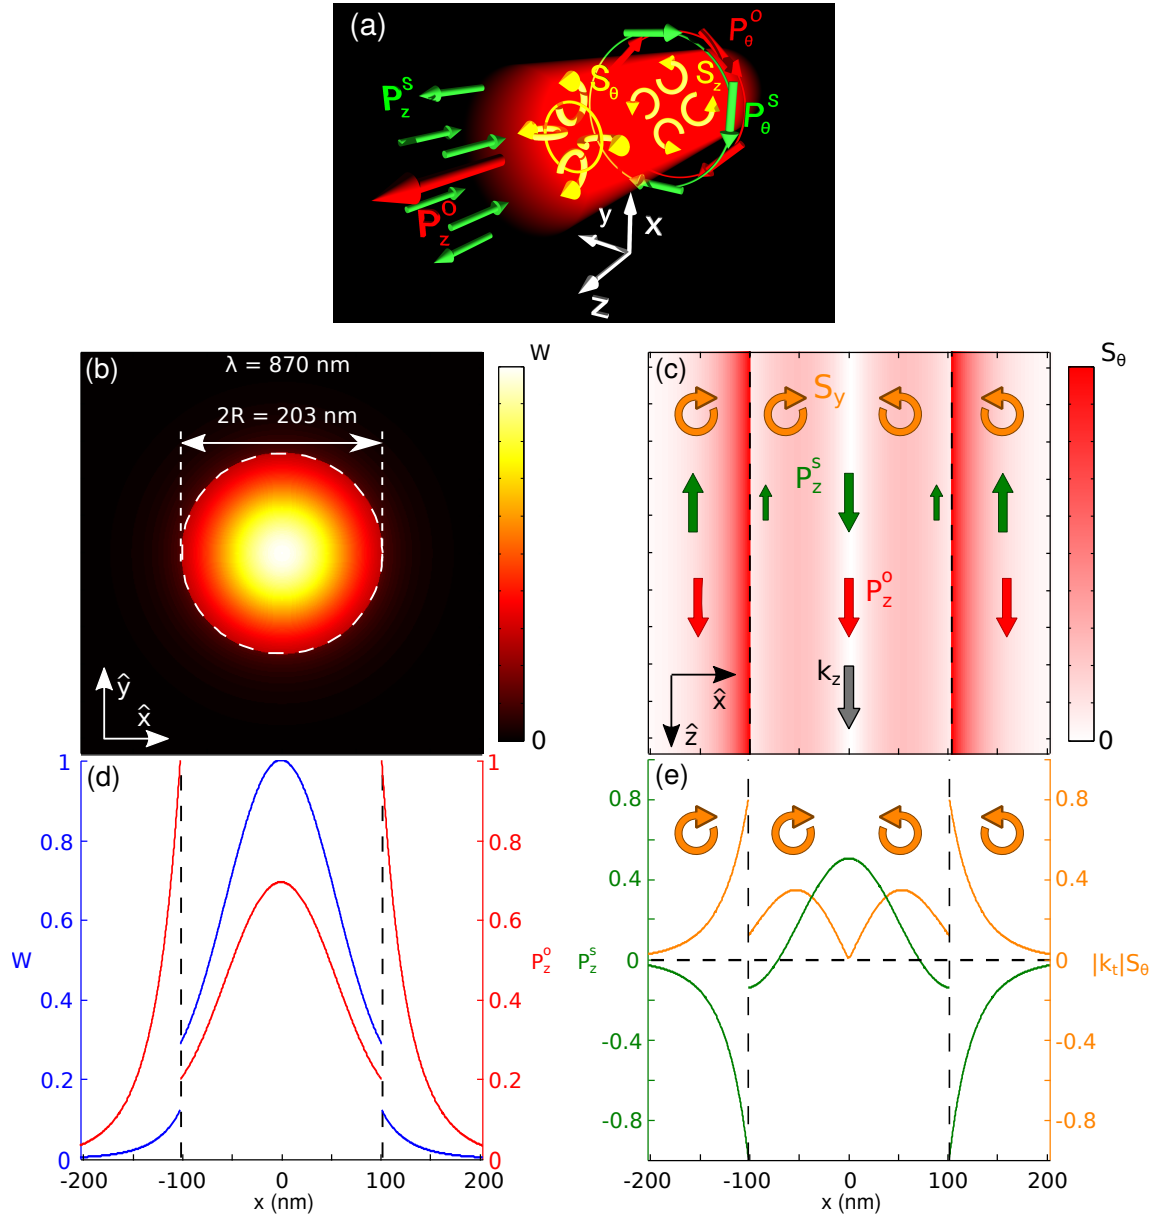 (a)
P_θ^O
P_z^S
S_θ
S_z
P_θ^S
P_z^O
y
x
z
(b)
λ = 870 nm
2R = 203 nm
ŷ
x̂
W
0
(c)
S_y
P_z^s
P_z^o
k_z
x̂
ẑ
S_θ
0
(d)
1
0.8
0.6
0.4
0.2
0
W
1
0.8
0.6
0.4
0.2
0
P_z^o
-200 -100 0 100 200
x (nm)
(e)
0.8
0.4
0
-0.4
-0.8
P_z^s
0.8
0.4
0
-0.4
-0.8
|k_t|S_θ
-200 -100 0 100 200
x (nm)